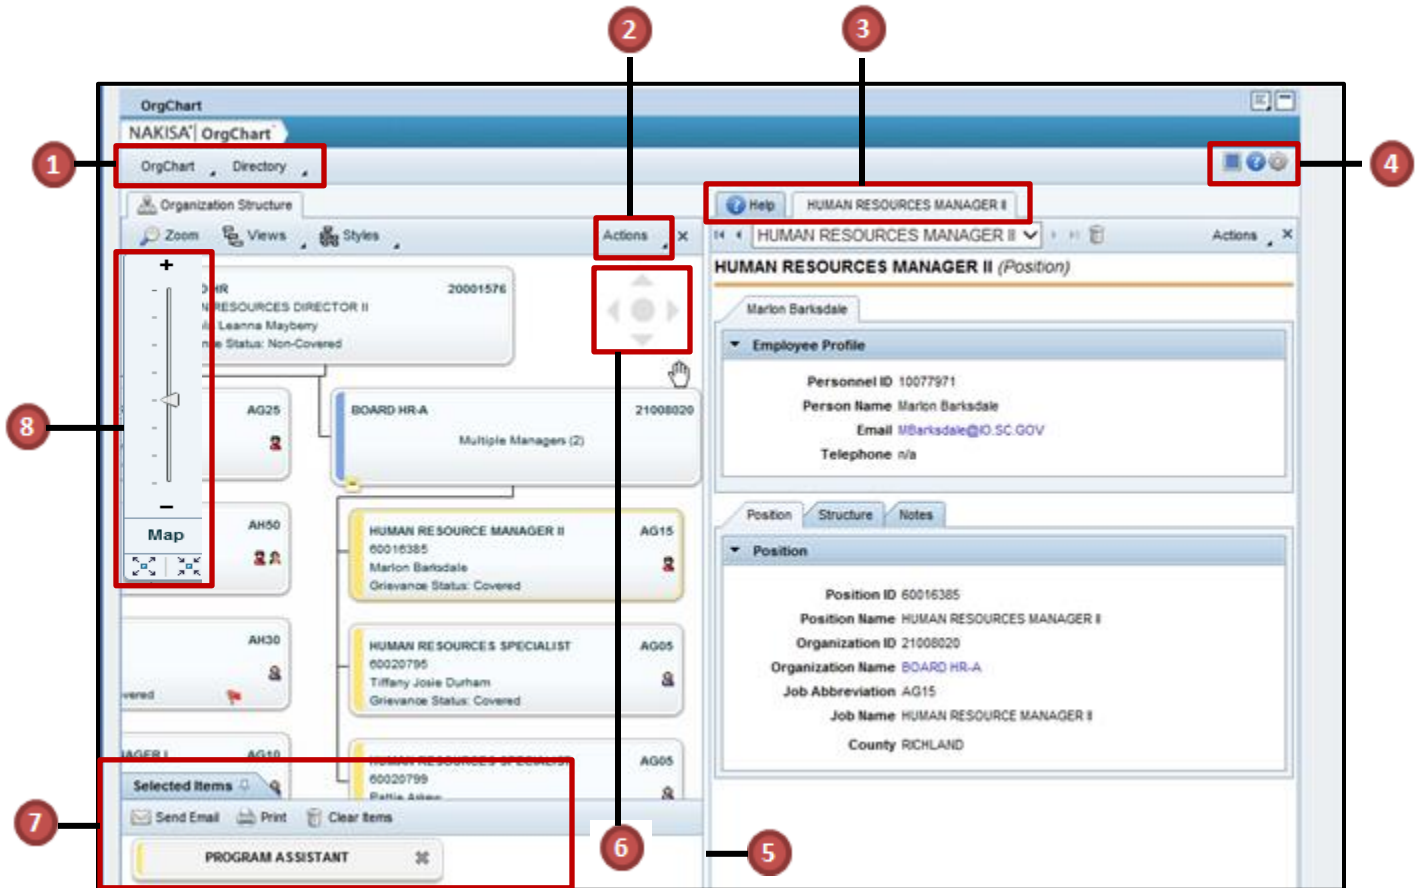 2
3
OrgChart
NAKISA OrgChart
1
OrgChart Directory
4
Organization Structure
Help HUMAN RESOURCES MANAGER II
Zoom Views Styles Actions
HUMAN RESOURCES MANAGER II Actions
HUMAN RESOURCES MANAGER II (Position)
HR 20001576
RESOURCES DIRECTOR II
Leanna Mayberry
Status: Non-Covered
Marlon Barksdale
Employee Profile
Personnel ID 10077971
Person Name Marlon Barksdale
Email MBarksdale@IO.SC.GOV
Telephone n/a
8
AG25
BOARD HR-A 21008020
Multiple Managers (2)
Map
AH50
HUMAN RESOURCE MANAGER II AG15
60016385
Marlon Barksdale
Grievance Status: Covered
Position Structure Notes
Position
Position ID 60016385
Position Name HUMAN RESOURCES MANAGER II
Organization ID 21008020
Organization Name BOARD HR-A
Job Abbreviation AG15
Job Name HUMAN RESOURCE MANAGER II
County RICHLAND
AH30
vered
HUMAN RESOURCES SPECIALIST AG05
60020795
Tiffany Josie Durham
Grievance Status: Covered
AGER I AG10
HUMAN RESOURCES SPECIALIST AG05
60020799
Pattie
Selected Items
7
Send Email Print Clear Items
6
5
PROGRAM ASSISTANT